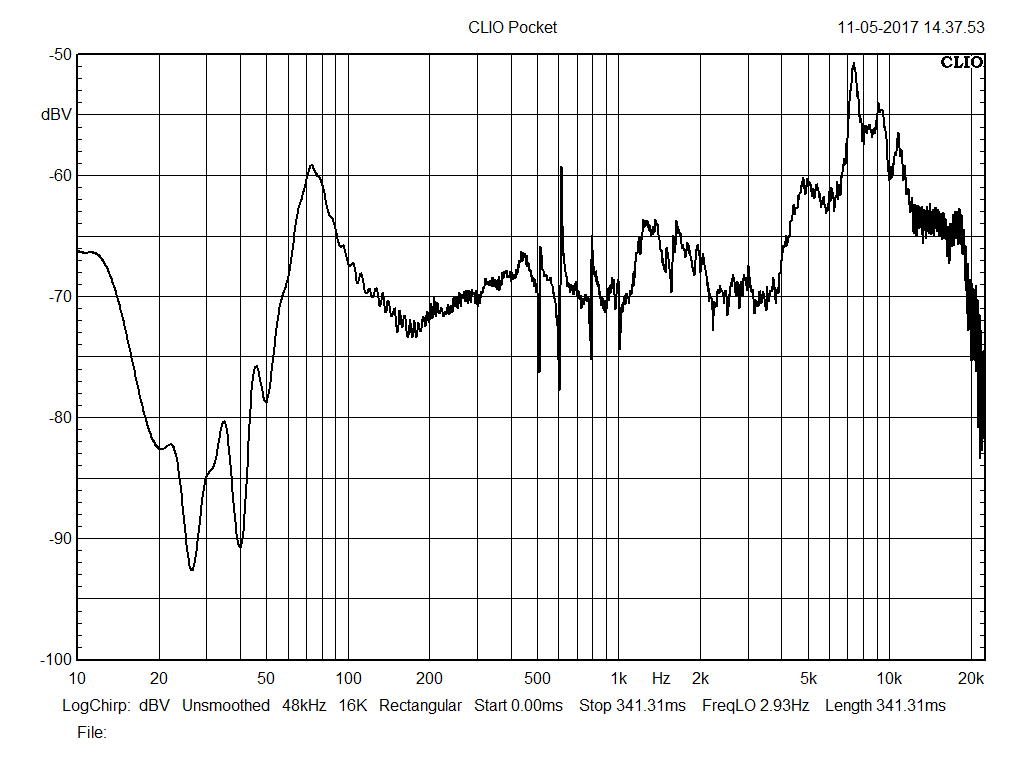 CLIO Pocket 11-05-2017 14.37.53
-50
CLIO
dBV
-60
-70
-80
-90
-100
10 20 50 100 200 500 1k Hz 2k 5k 10k 20k
LogChirp: dBV Unsmoothed 48kHz 16K Rectangular Start 0.00ms Stop 341.31ms FreqLO 2.93Hz Length 341.31ms
File: